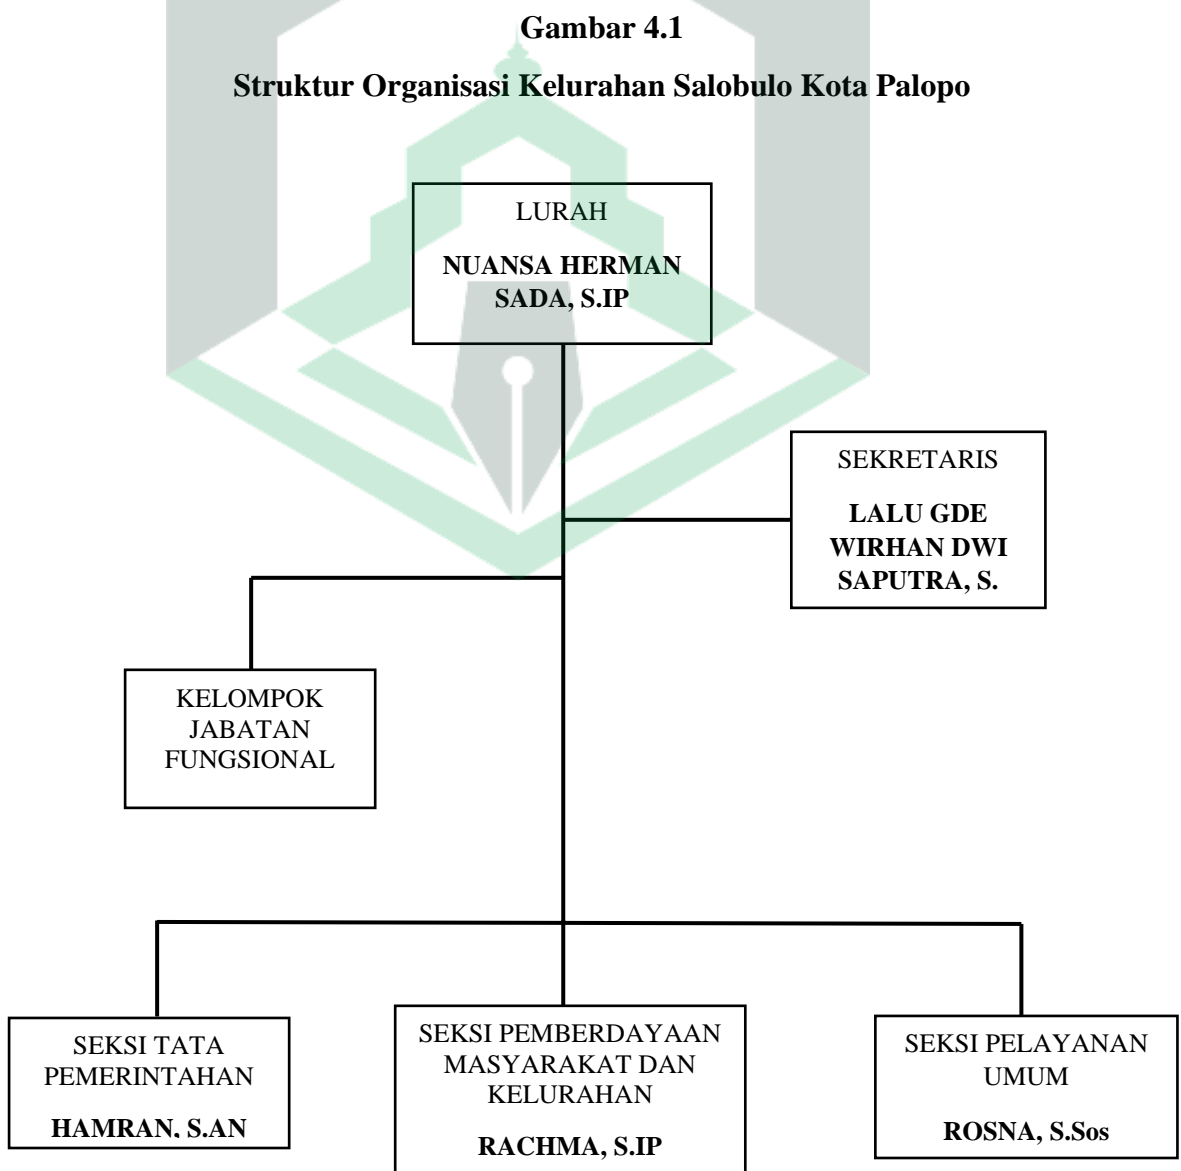 Gambar 4.1
Struktur Organisasi Kelurahan Salobulo Kota Palopo
LURAH
NUANSA HERMAN
SADA, S.IP
SEKRETARIS
LALU GDE
WIRHAN DWI
SAPUTRA, S.
KELOMPOK
JABATAN
FUNGSIONAL
SEKSI TATA
PEMERINTAHAN
HAMRAN, S.AN
SEKSI PEMBERDAYAAN
MASYARAKAT DAN
KELURAHAN
RACHMA, S.IP
SEKSI PELAYANAN
UMUM
ROSNA, S.Sos